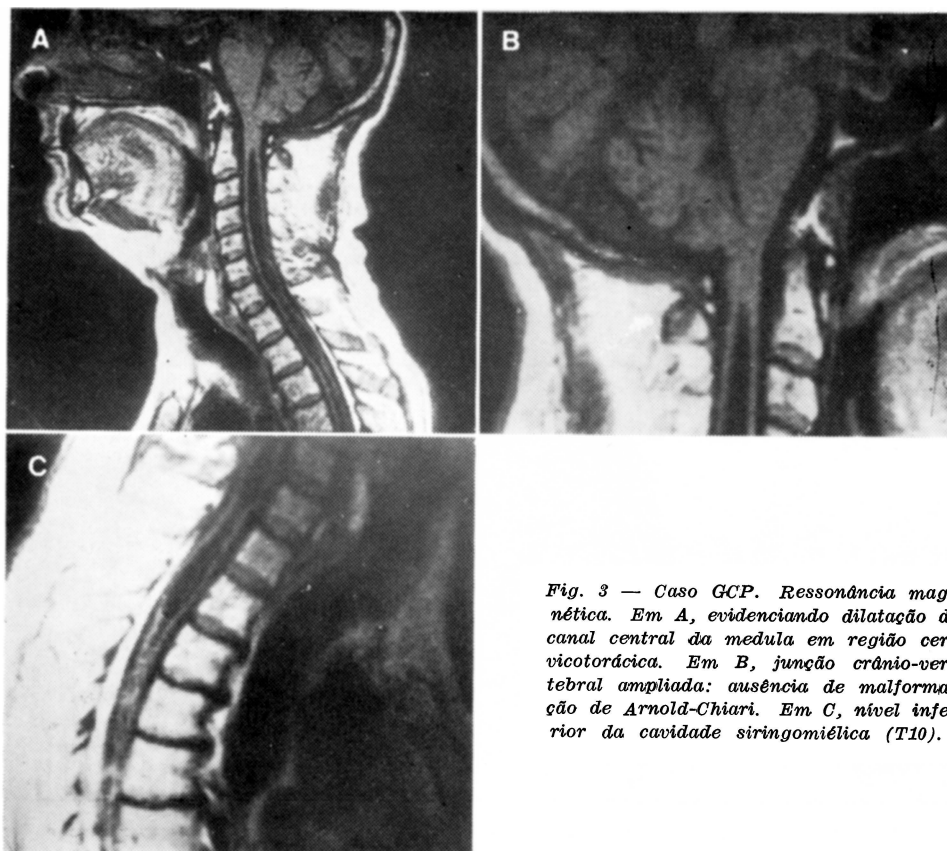 A
B
C
Fig. 3 — Caso GCP. Ressonância mag
nética. Em A, evidenciando dilatação d
canal central da medula em região cer
vicotorácica. Em B, junção crânio-ver
tebral ampliada: ausência de malforma
ção de Arnold-Chiari. Em C, nível infe
rior da cavidade siringomiélica (T10).